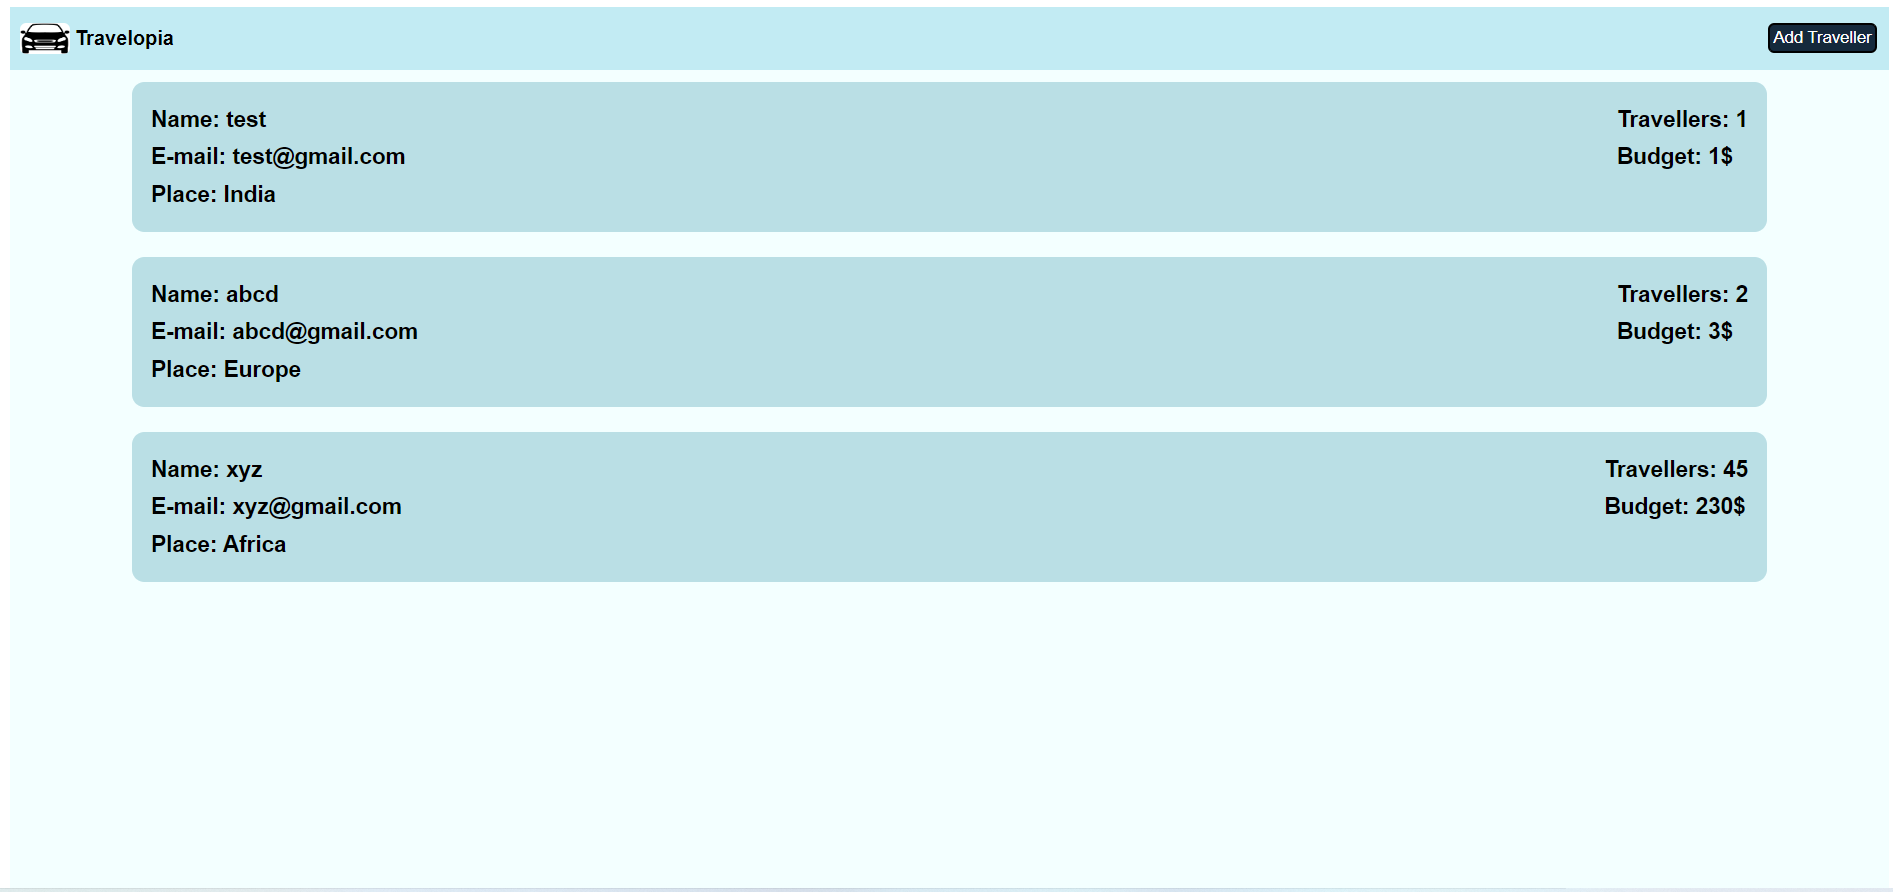 Travelopia
Add Traveller
Name: test
E-mail: test@gmail.com
Place: India
Travellers: 1
Budget: 1$
Name: abcd
E-mail: abcd@gmail.com
Place: Europe
Travellers: 2
Budget: 3$
Name: xyz
E-mail: xyz@gmail.com
Place: Africa
Travellers: 45
Budget: 230$